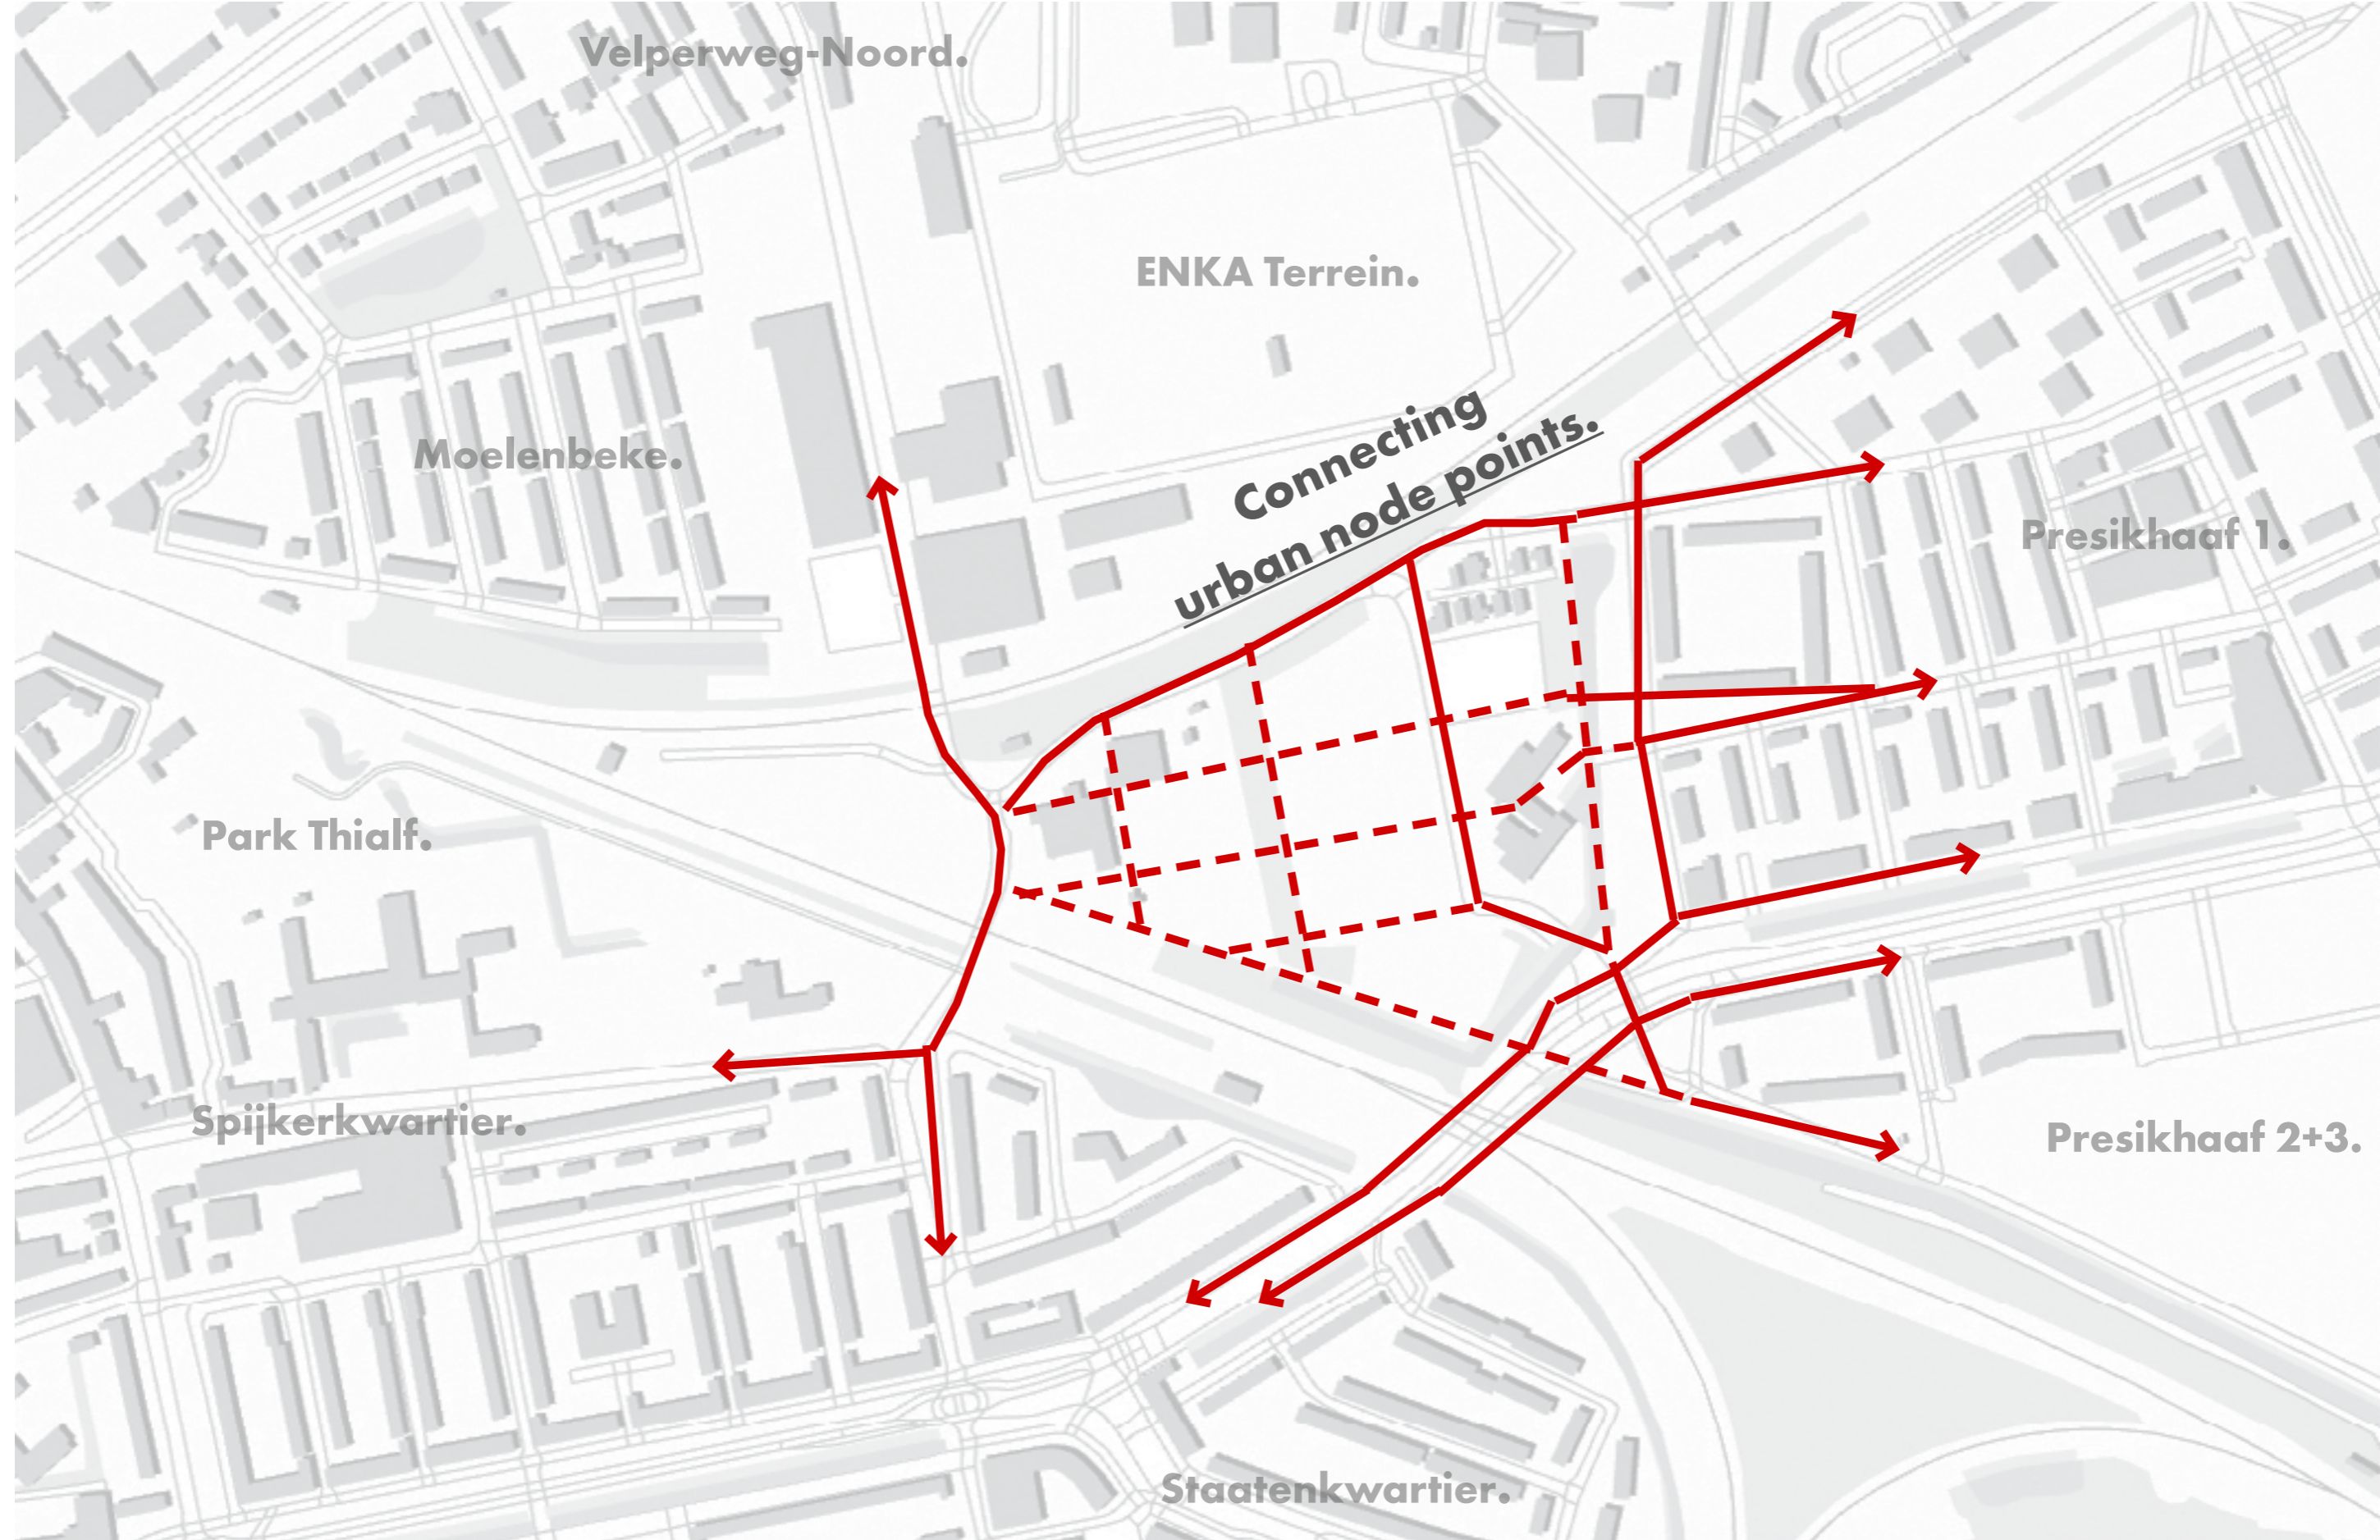 Velperweg-Noord.
ENKA Terrein.
Connecting
urban node points.
Moelenbeke.
Presikhaaf 1.
Park Thialf.
Spijkerkwartier.
Presikhaaf 2+3.
Staatenkwartier.